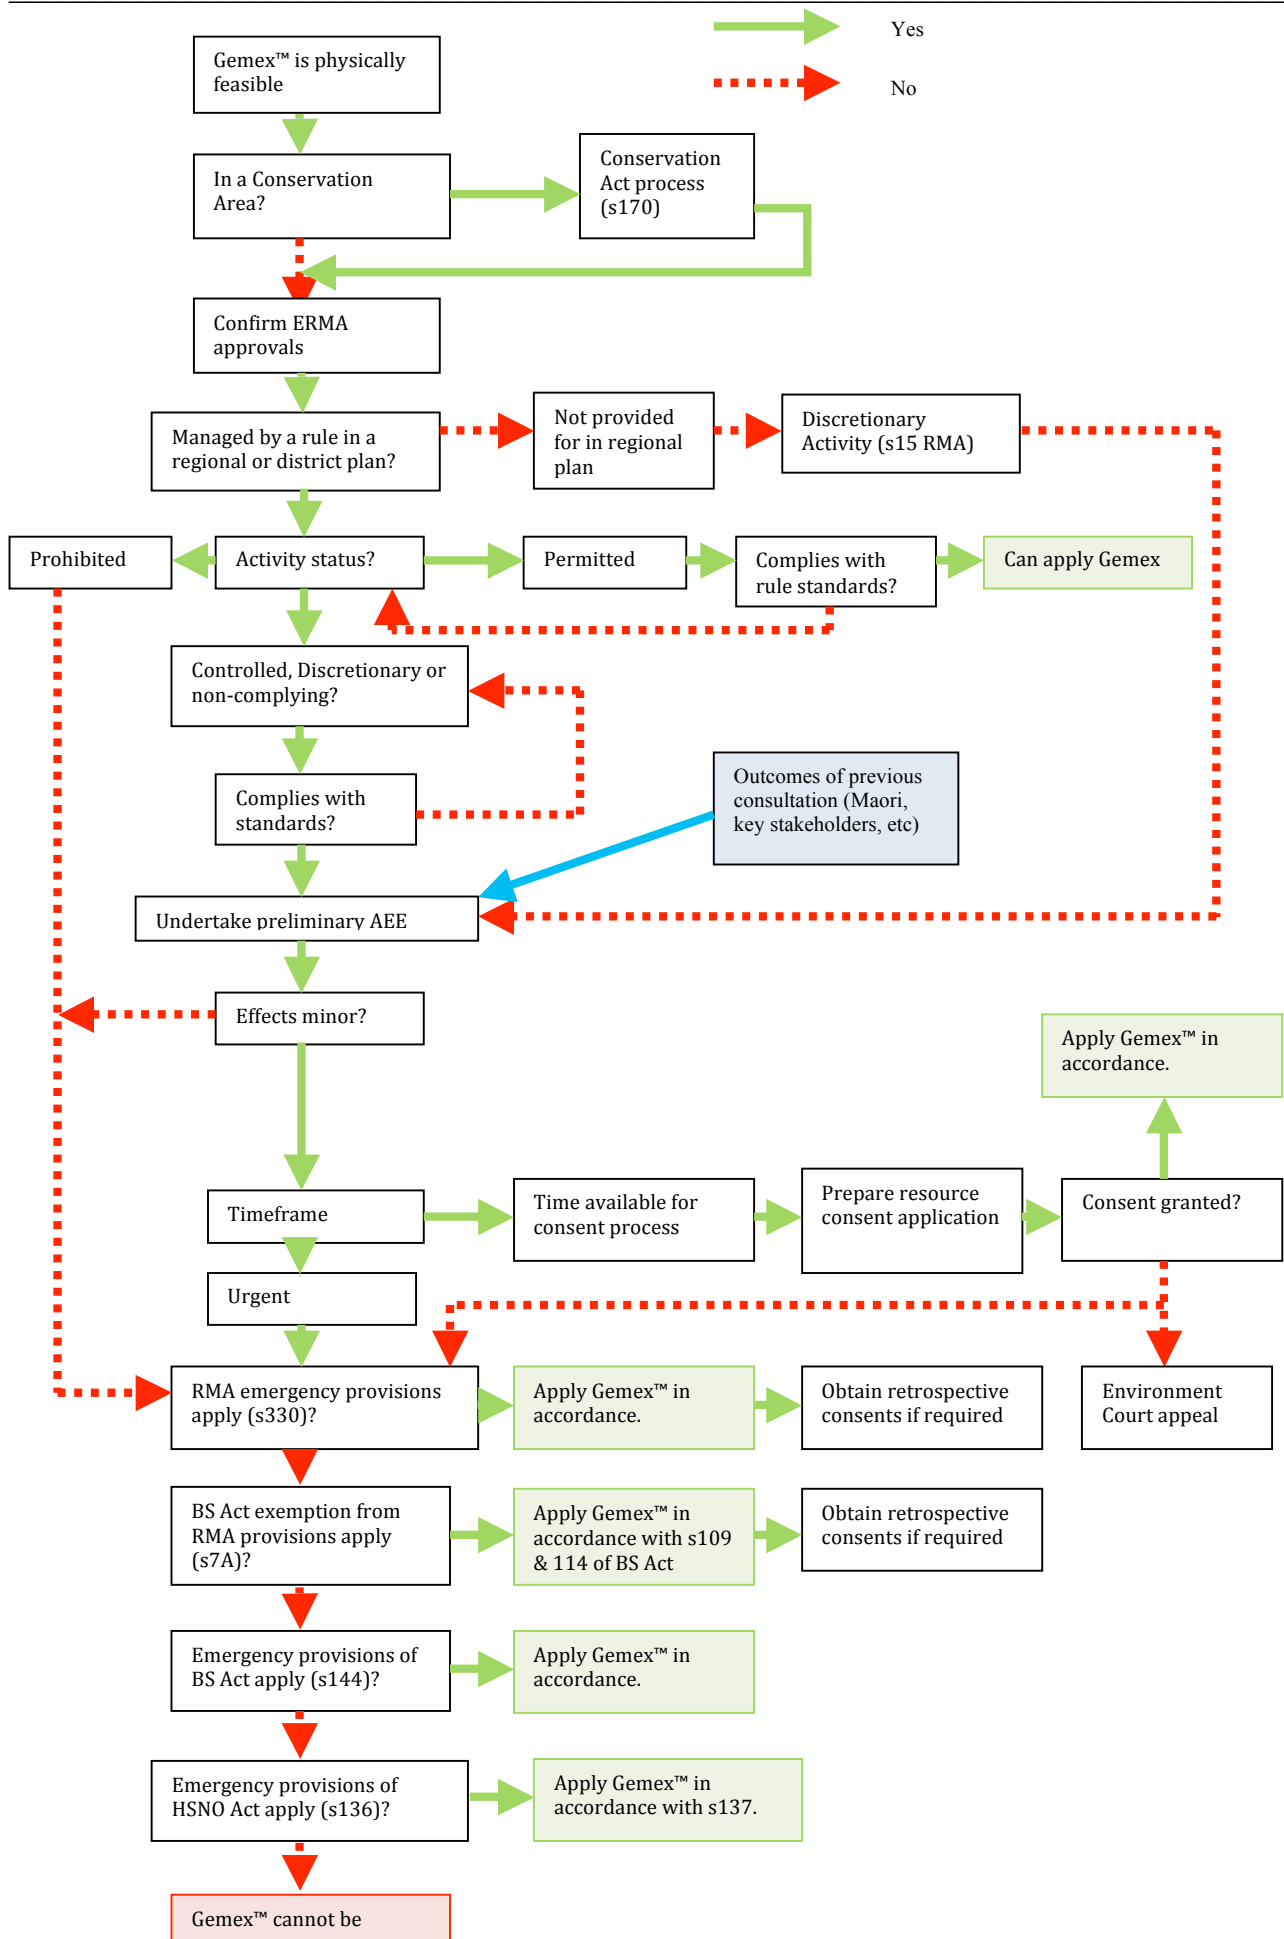 Yes
Gemex™ is physically
feasible
No
In a Conservation
Area?
Conservation
Act process
(s170)
Confirm ERMA
approvals
Managed by a rule in a
regional or district plan?
Not provided
for in regional
plan
Discretionary
Activity (s15 RMA)
Prohibited
Activity status?
Permitted
Complies with
rule standards?
Can apply Gemex
Controlled, Discretionary or
non-complying?
Complies with
standards?
Outcomes of previous
consultation (Maori,
key stakeholders, etc)
Undertake preliminary AEE
Effects minor?
Apply Gemex™ in
accordance.
Timeframe
Time available for
consent process
Prepare resource
consent application
Consent granted?
Urgent
RMA emergency provisions
apply (s330)?
Apply Gemex™ in
accordance.
Obtain retrospective
consents if required
Environment
Court appeal
BS Act exemption from
RMA provisions apply
(s7A)?
Apply Gemex™ in
accordance with s109
& 114 of BS Act
Obtain retrospective
consents if required
Emergency provisions of
BS Act apply (s144)?
Apply Gemex™ in
accordance.
Emergency provisions of
HSNO Act apply (s136)?
Apply Gemex™ in
accordance with s137.
Gemex™ cannot be